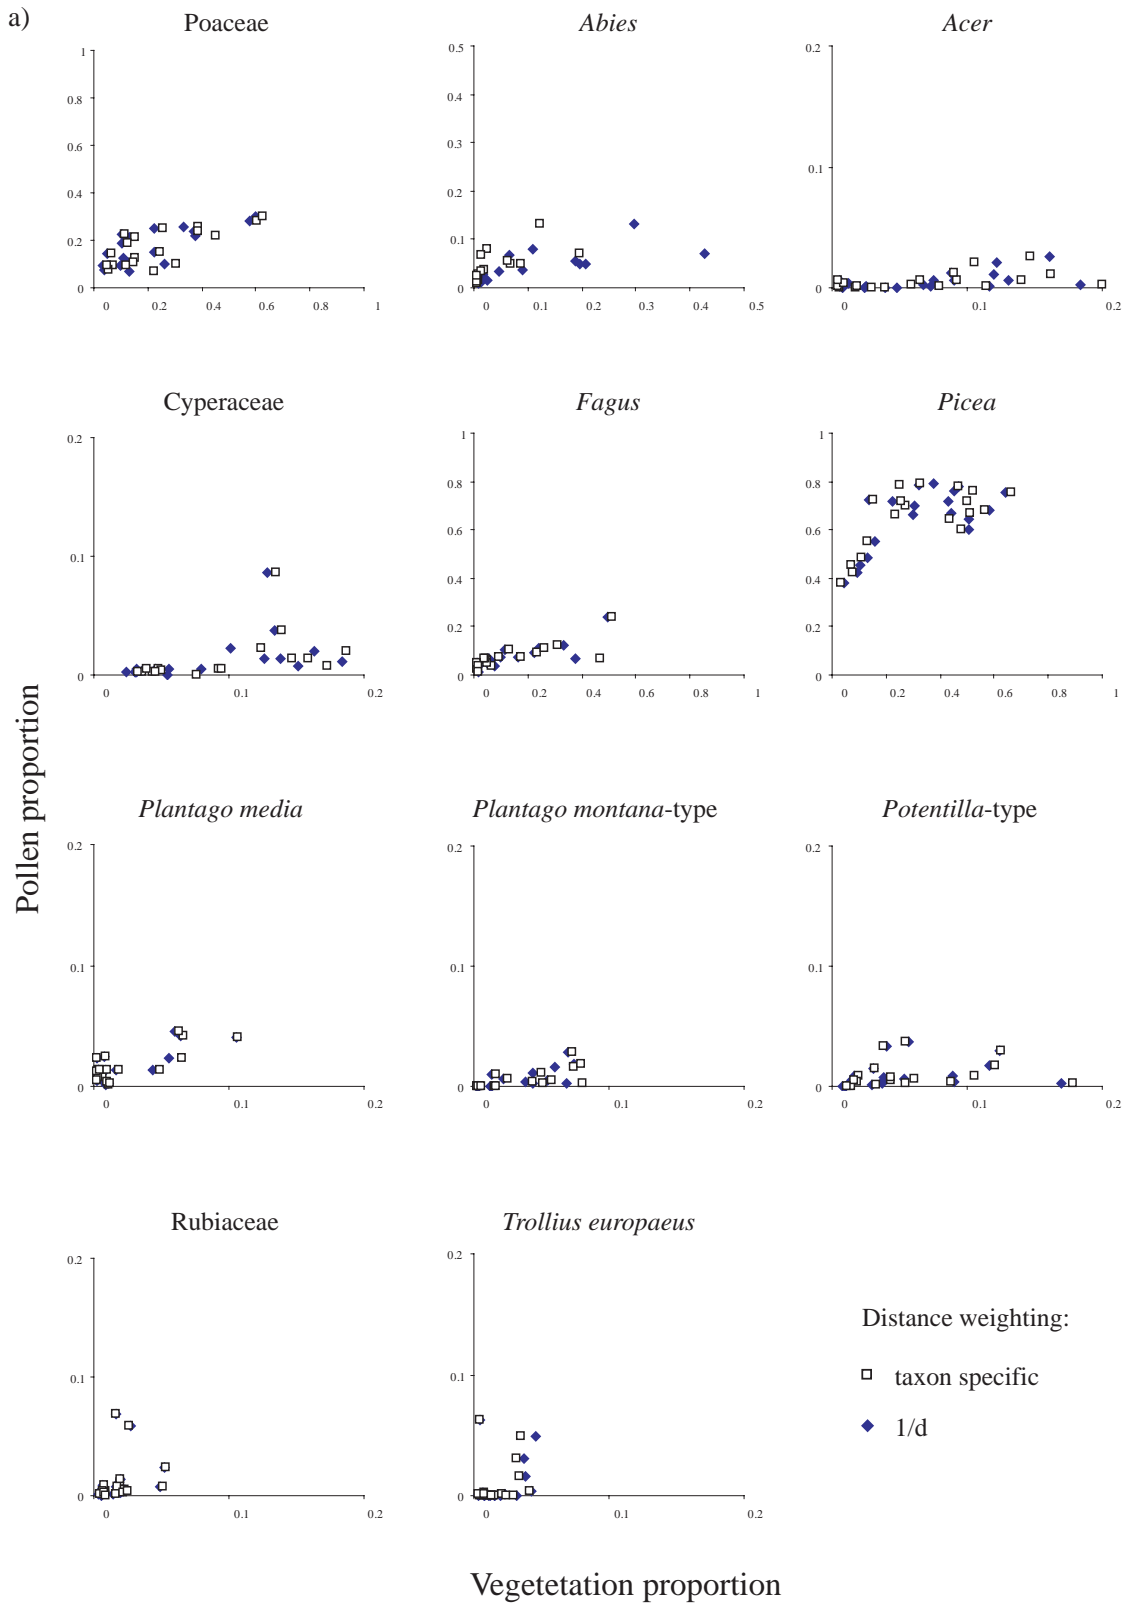 a)
Poaceae
Abies
Acer
1
0.8
0.6
0.4
0.2
0
0 0.2 0.4 0.6 0.8 1
0.5
0.4
0.3
0.2
0.1
0
0 0.1 0.2 0.3 0.4 0.5
0.2
0.1
0
0 0.1 0.2
Cyperaceae
Fagus
Picea
0.2
0.1
0
0 0.1 0.2
1
0.8
0.6
0.4
0.2
0
0 0.2 0.4 0.6 0.8 1
1
0.8
0.6
0.4
0.2
0
0 0.2 0.4 0.6 0.8 1
Pollen proportion
Plantago media
Plantago montana-type
Potentilla-type
0.2
0.1
0
0 0.1 0.2
0.2
0.1
0
0 0.1 0.2
0.2
0.1
0
0 0.1 0.2
Rubiaceae
Trollius europaeus
0.2
0.1
0
0 0.1 0.2
0.2
0.1
0
0 0.1 0.2
Distance weighting:
taxon specific
1/d
Vegetetation proportion